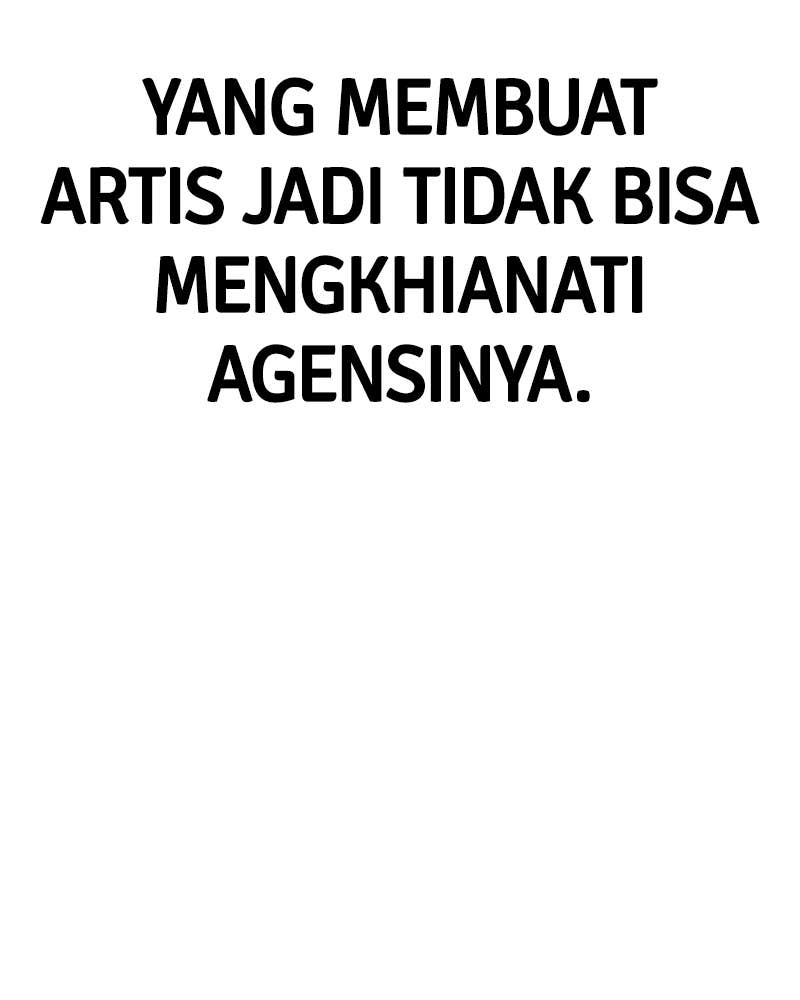 YANG MEMBUAT
ARTIS JADI TIDAK BISA
MENGKHIANATI
AGENSINYA.